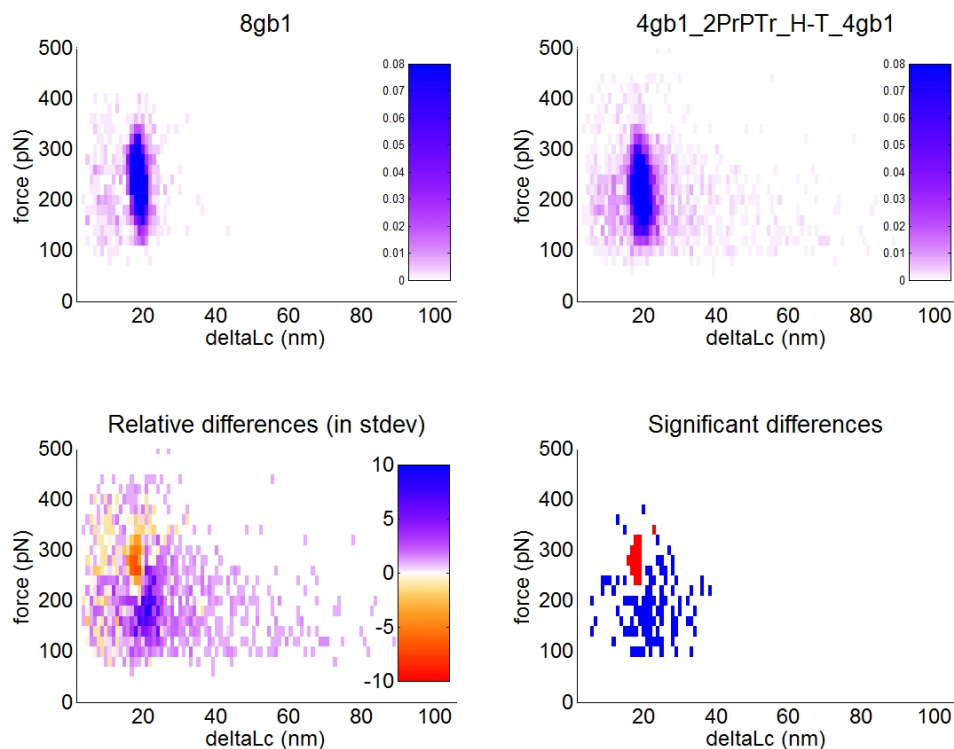 8gb1
500
400
300
200
100
0
force (pN)
20 40 60 80 100
deltaLc (nm)
0.08
0.07
0.06
0.05
0.04
0.03
0.02
0.01
0
4gb1_2PrPTr_H-T_4gb1
500
400
300
200
100
0
force (pN)
20 40 60 80 100
deltaLc (nm)
0.08
0.07
0.06
0.05
0.04
0.03
0.02
0.01
0
Relative differences (in stdev)
500
400
300
200
100
0
force (pN)
20 40 60 80 100
deltaLc (nm)
10
5
0
-5
-10
Significant differences
500
400
300
200
100
0
force (pN)
20 40 60 80 100
deltaLc (nm)